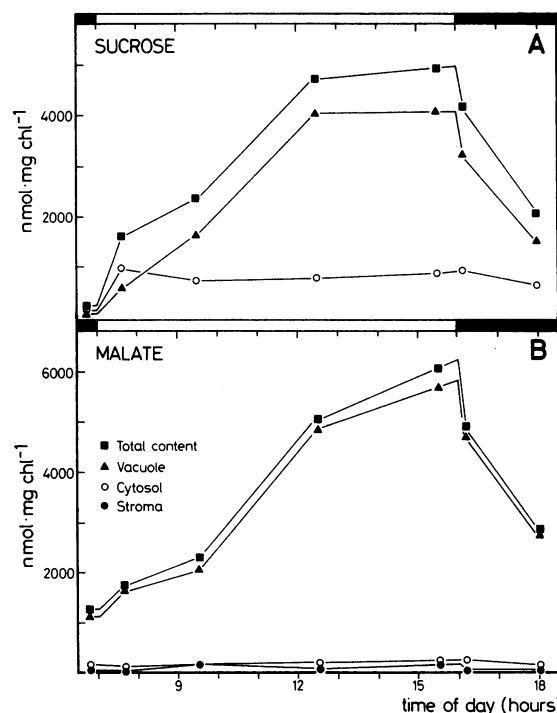 SUCROSE
A
4000
2000
nmol·mg chl⁻¹
MALATE
B
6000
4000
2000
nmol·mg chl⁻¹
■ Total content
▲ Vacuole
○ Cytosol
● Stroma
9 12 15 18
time of day (hours)